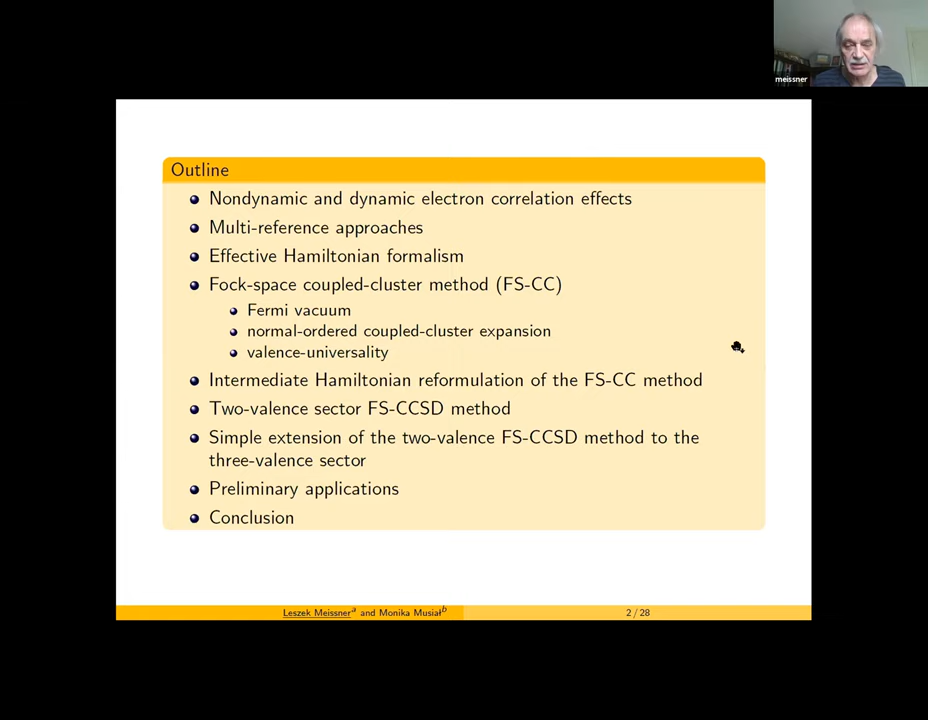 meissner
Outline
Nondynamic and dynamic electron correlation effects
Multi-reference approaches
Effective Hamiltonian formalism
Fock-space coupled-cluster method (FS-CC)
Fermi vacuum
normal-ordered coupled-cluster expansion
valence-universality
Intermediate Hamiltonian reformulation of the FS-CC method
Two-valence sector FS-CCSD method
Simple extension of the two-valence FS-CCSD method to the
three-valence sector
Preliminary applications
Conclusion
Leszek Meissnerᵃ and Monika Musiałᵇ 2 / 28